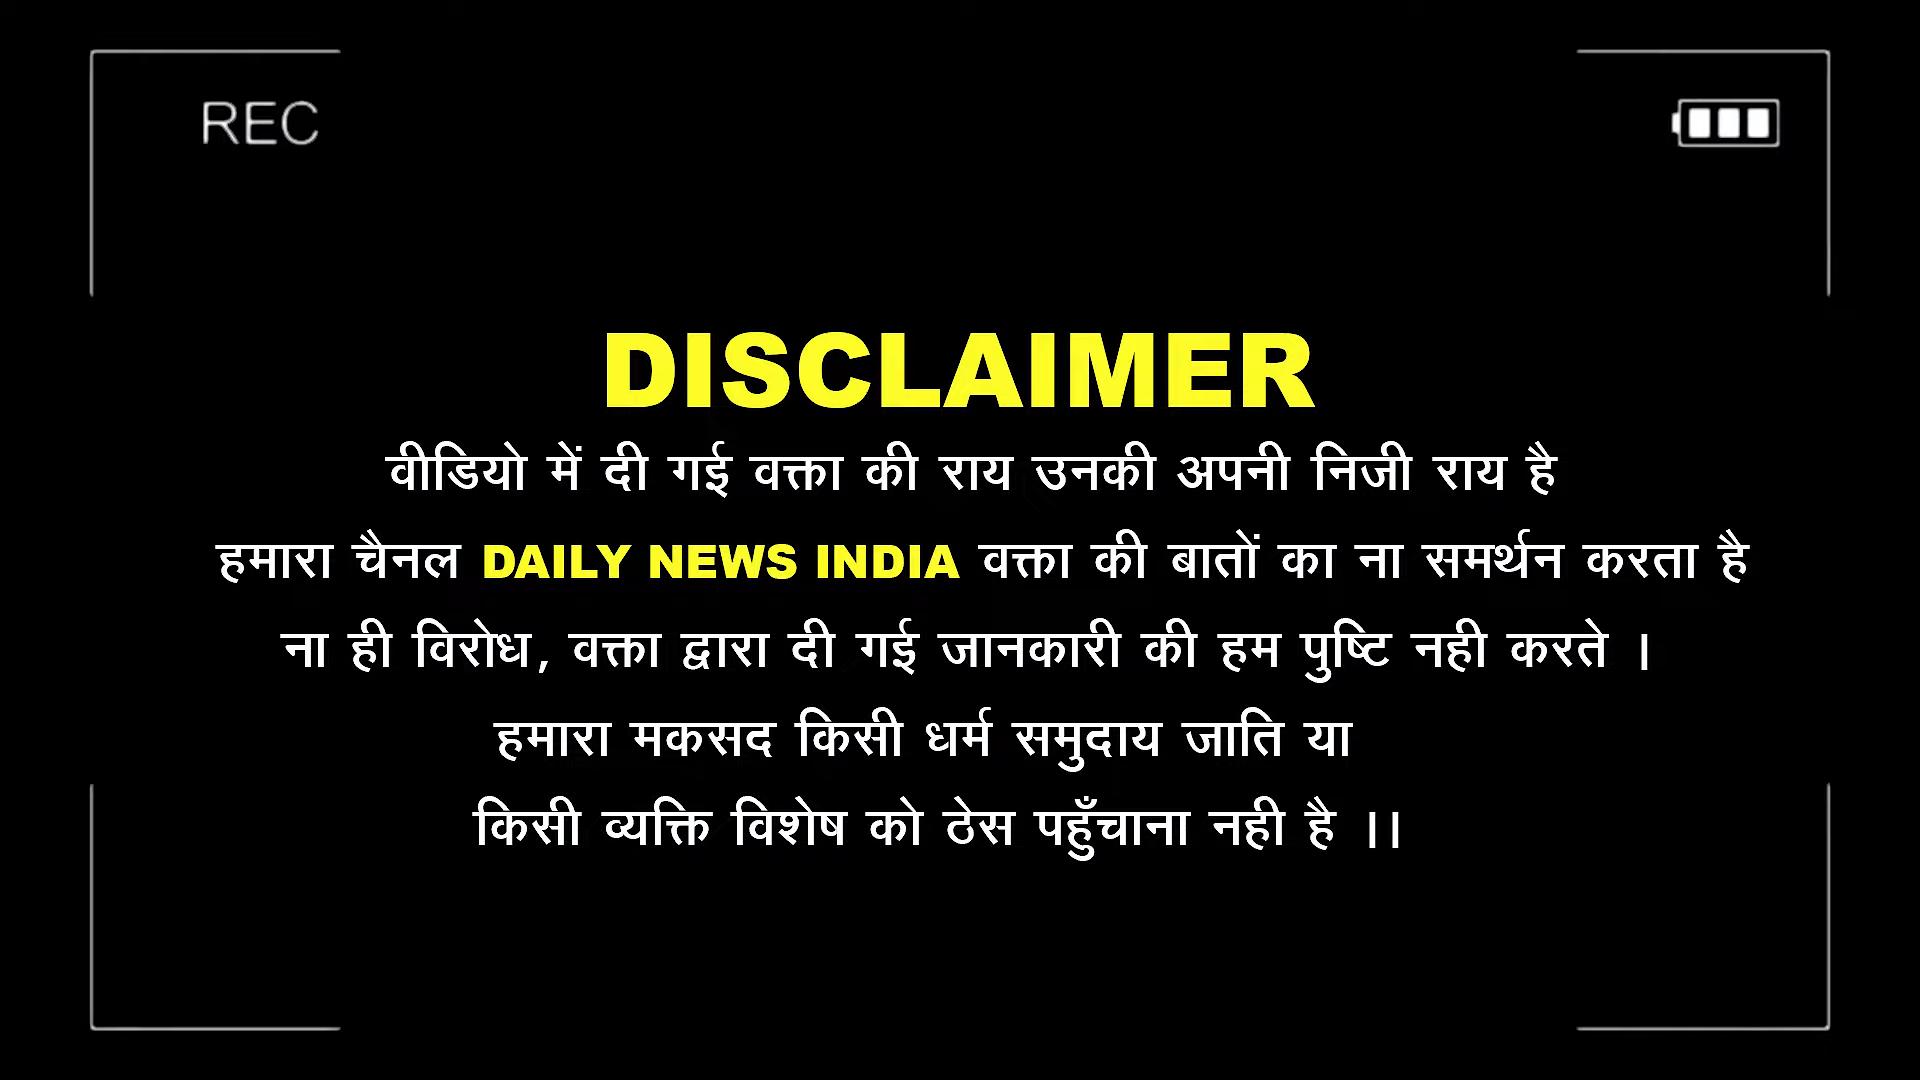 REC
DISCLAIMER
वीडियो में दी गई वक्ता की राय उनकी अपनी निजी राय है
हमारा चैनल DAILY NEWS INDIA वक्ता की बातों का ना समर्थन करता है
ना ही विरोध, वक्ता द्वारा दी गई जानकारी की हम पुष्टि नही करते ।
हमारा मकसद किसी धर्म समुदाय जाति या
किसी व्यक्ति विशेष को ठेस पहुँचाना नही है ।।